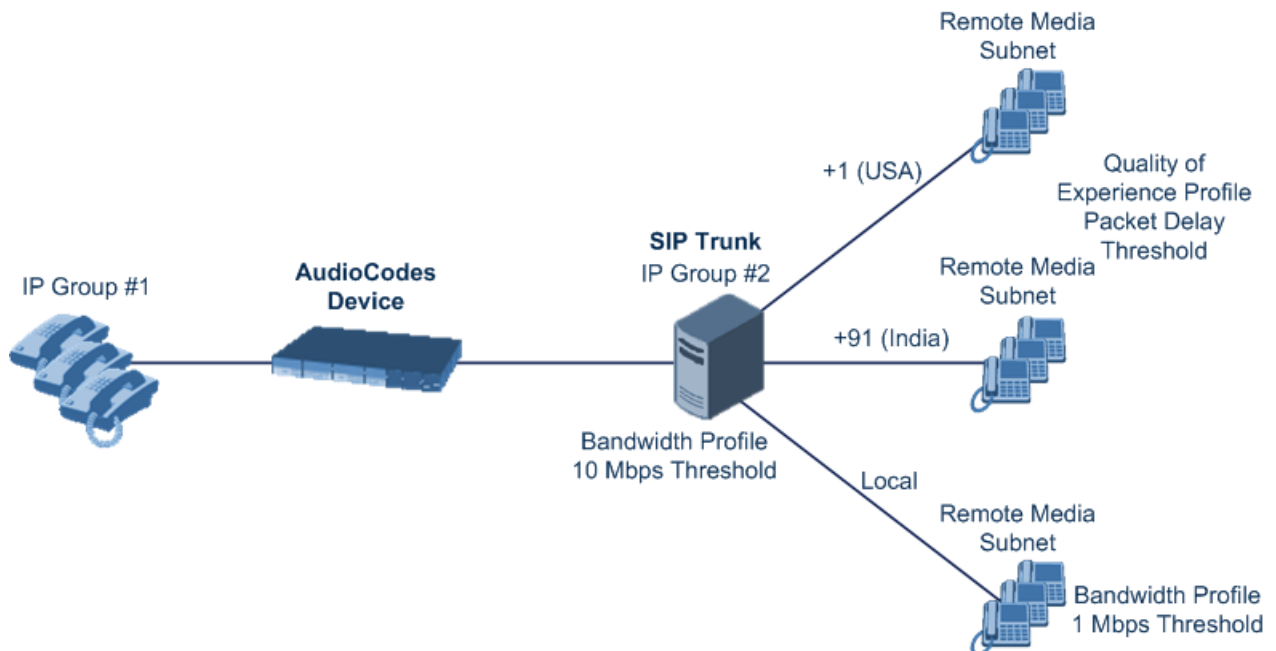 Remote Media
Subnet
+1 (USA)
Quality of
Experience Profile
Packet Delay
Threshold
SIP Trunk
IP Group #2
AudioCodes
Device
IP Group #1
Remote Media
Subnet
+91 (India)
Bandwidth Profile
10 Mbps Threshold
Local
Remote Media
Subnet
Bandwidth Profile
1 Mbps Threshold